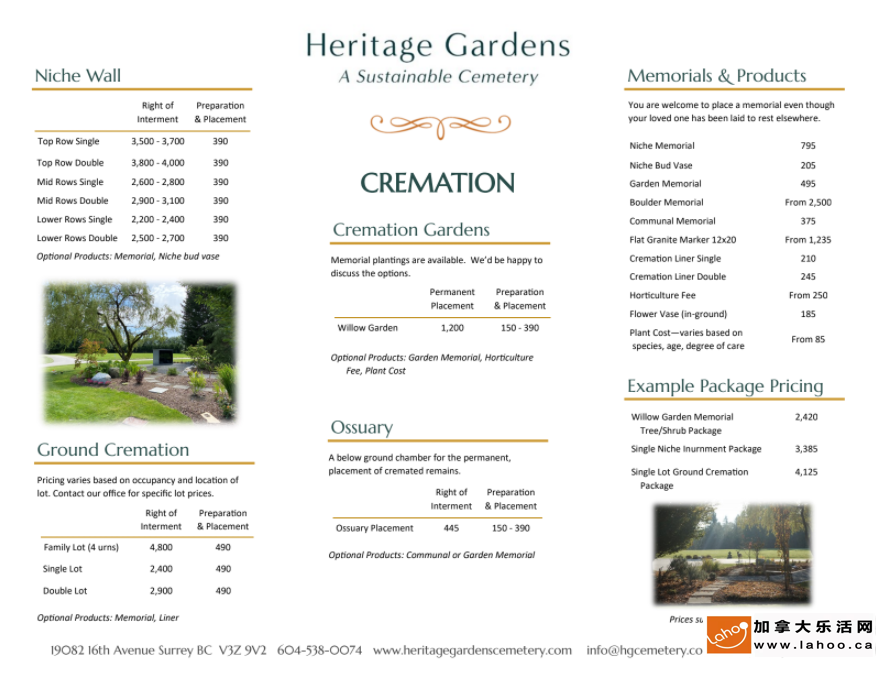 Heritage Gardens
A Sustainable Cemetery
CREMATION
Niche Wall
Right of Interment Preparation & Placement
Top Row Single 3,500 - 3,700 390
Top Row Double 3,800 - 4,000 390
Mid Rows Single 2,600 - 2,800 390
Mid Rows Double 2,900 - 3,100 390
Lower Rows Single 2,200 - 2,400 390
Lower Rows Double 2,500 - 2,700 390
Optional Products: Memorial, Niche bud vase
Ground Cremation
Pricing varies based on occupancy and location of
lot. Contact our office for specific lot prices.
Right of Interment Preparation & Placement
Family Lot (4 urns) 4,800 490
Single Lot 2,400 490
Double Lot 2,900 490
Optional Products: Memorial, Liner
Cremation Gardens
Memorial plantings are available. We'd be happy to
discuss the options.
Permanent Placement Preparation & Placement
Willow Garden 1,200 150 - 390
Optional Products: Garden Memorial, Horticulture
Fee, Plant Cost
Ossuary
A below ground chamber for the permanent,
placement of cremated remains.
Right of Interment Preparation & Placement
Ossuary Placement 445 150 - 390
Optional Products: Communal or Garden Memorial
Memorials & Products
You are welcome to place a memorial even though
your loved one has been laid to rest elsewhere.
Niche Memorial 795
Niche Bud Vase 205
Garden Memorial 495
Boulder Memorial From 2,500
Communal Memorial 375
Flat Granite Marker 12x20 From 1,235
Cremation Liner Single 210
Cremation Liner Double 245
Horticulture Fee From 250
Flower Vase (in-ground) 185
Plant Cost—varies based on
species, age, degree of care From 85
Example Package Pricing
Willow Garden Memorial 2,420
Tree/Shrub Package
Single Niche Inurnment Package 3,385
Single Lot Ground Cremation 4,125
Package
Prices
19082 16th Avenue Surrey BC V3Z 9V2 604-538-0074 www.heritagegardenscemetery.com info@hgcemetery.co
Lahoo
加拿大乐活网
www.lahoo.ca